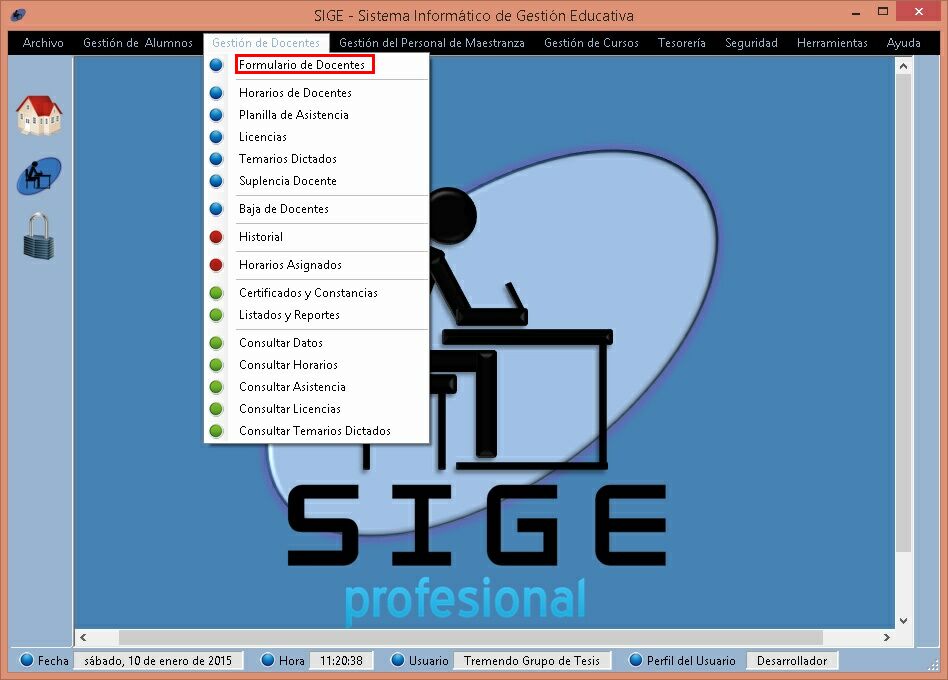 SIGE - Sistema Informático de Gestión Educativa
Archivo Gestión de Alumnos Gestión de Docentes Gestión del Personal de Maestranza Gestión de Cursos Tesorería Seguridad Herramientas Ayuda
Formulario de Docentes
Horarios de Docentes
Planilla de Asistencia
Licencias
Temarios Dictados
Suplencia Docente
Baja de Docentes
Historial
Horarios Asignados
Certificados y Constancias
Listados y Reportes
Consultar Datos
Consultar Horarios
Consultar Asistencia
Consultar Licencias
Consultar Temarios Dictados
SIGE
profesional
Fecha sábado, 10 de enero de 2015 Hora 11:20:38 Usuario Tremendo Grupo de Tesis Perfil del Usuario Desarrollador